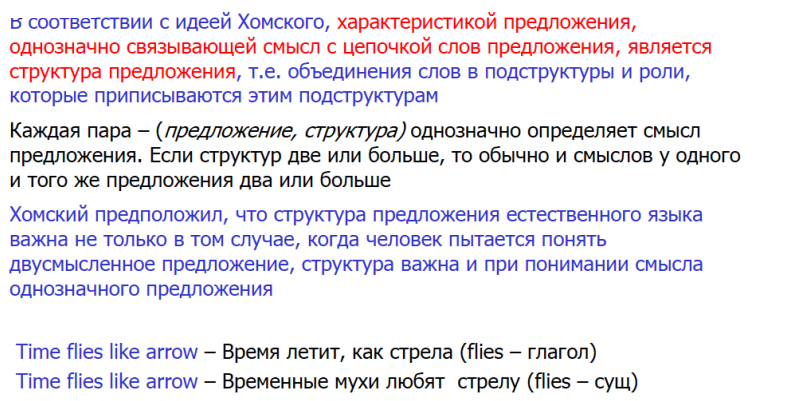 В соответствии с идеей Хомского, характеристикой предложения,
однозначно связывающей смысл с цепочкой слов предложения, является
структура предложения, т.е. объединения слов в подструктуры и роли,
которые приписываются этим подструктурам
Каждая пара – (предложение, структура) однозначно определяет смысл
предложения. Если структур две или больше, то обычно и смыслов у одного
и того же предложения два или больше
Хомский предположил, что структура предложения естественного языка
важна не только в том случае, когда человек пытается понять
двусмысленное предложение, структура важна и при понимании смысла
однозначного предложения
Time flies like arrow – Время летит, как стрела (flies – глагол)
Time flies like arrow – Временные мухи любят стрелу (flies – сущ)